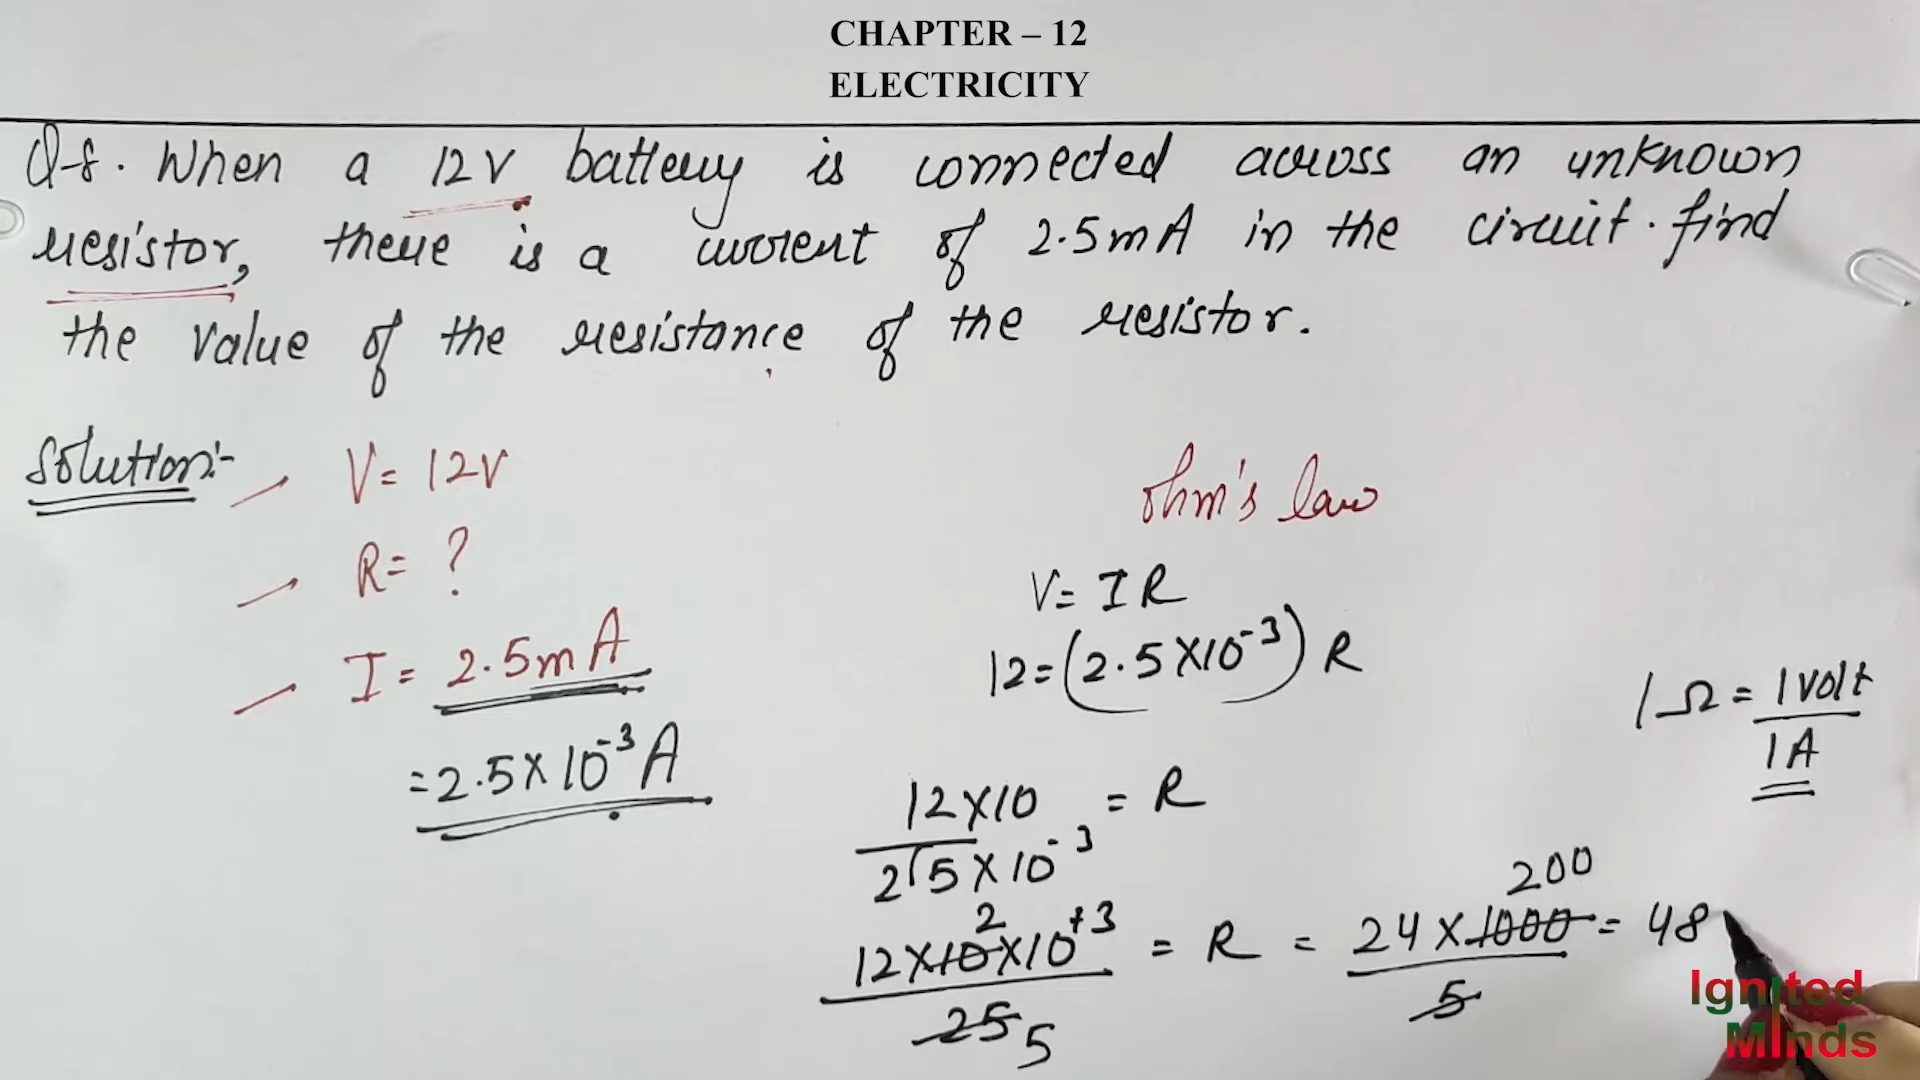 CHAPTER – 12
ELECTRICITY
Q-8. When a 12V battery is connected across an unknown
resistor, there is a current of 2.5mA in the circuit. find
the value of the resistance of the resistor.
Solution:-
V= 12V
R= ?
I = 2.5mA
=2.5×10⁻³A
Ohm's law
V= IR
12=(2.5×10⁻³) R
12×10 = R
25×10⁻³
2
12×10×10⁺³ = R = 24×1000 = 48
25 5
200
5
1Ω = 1volt
1A
Ignited
Minds